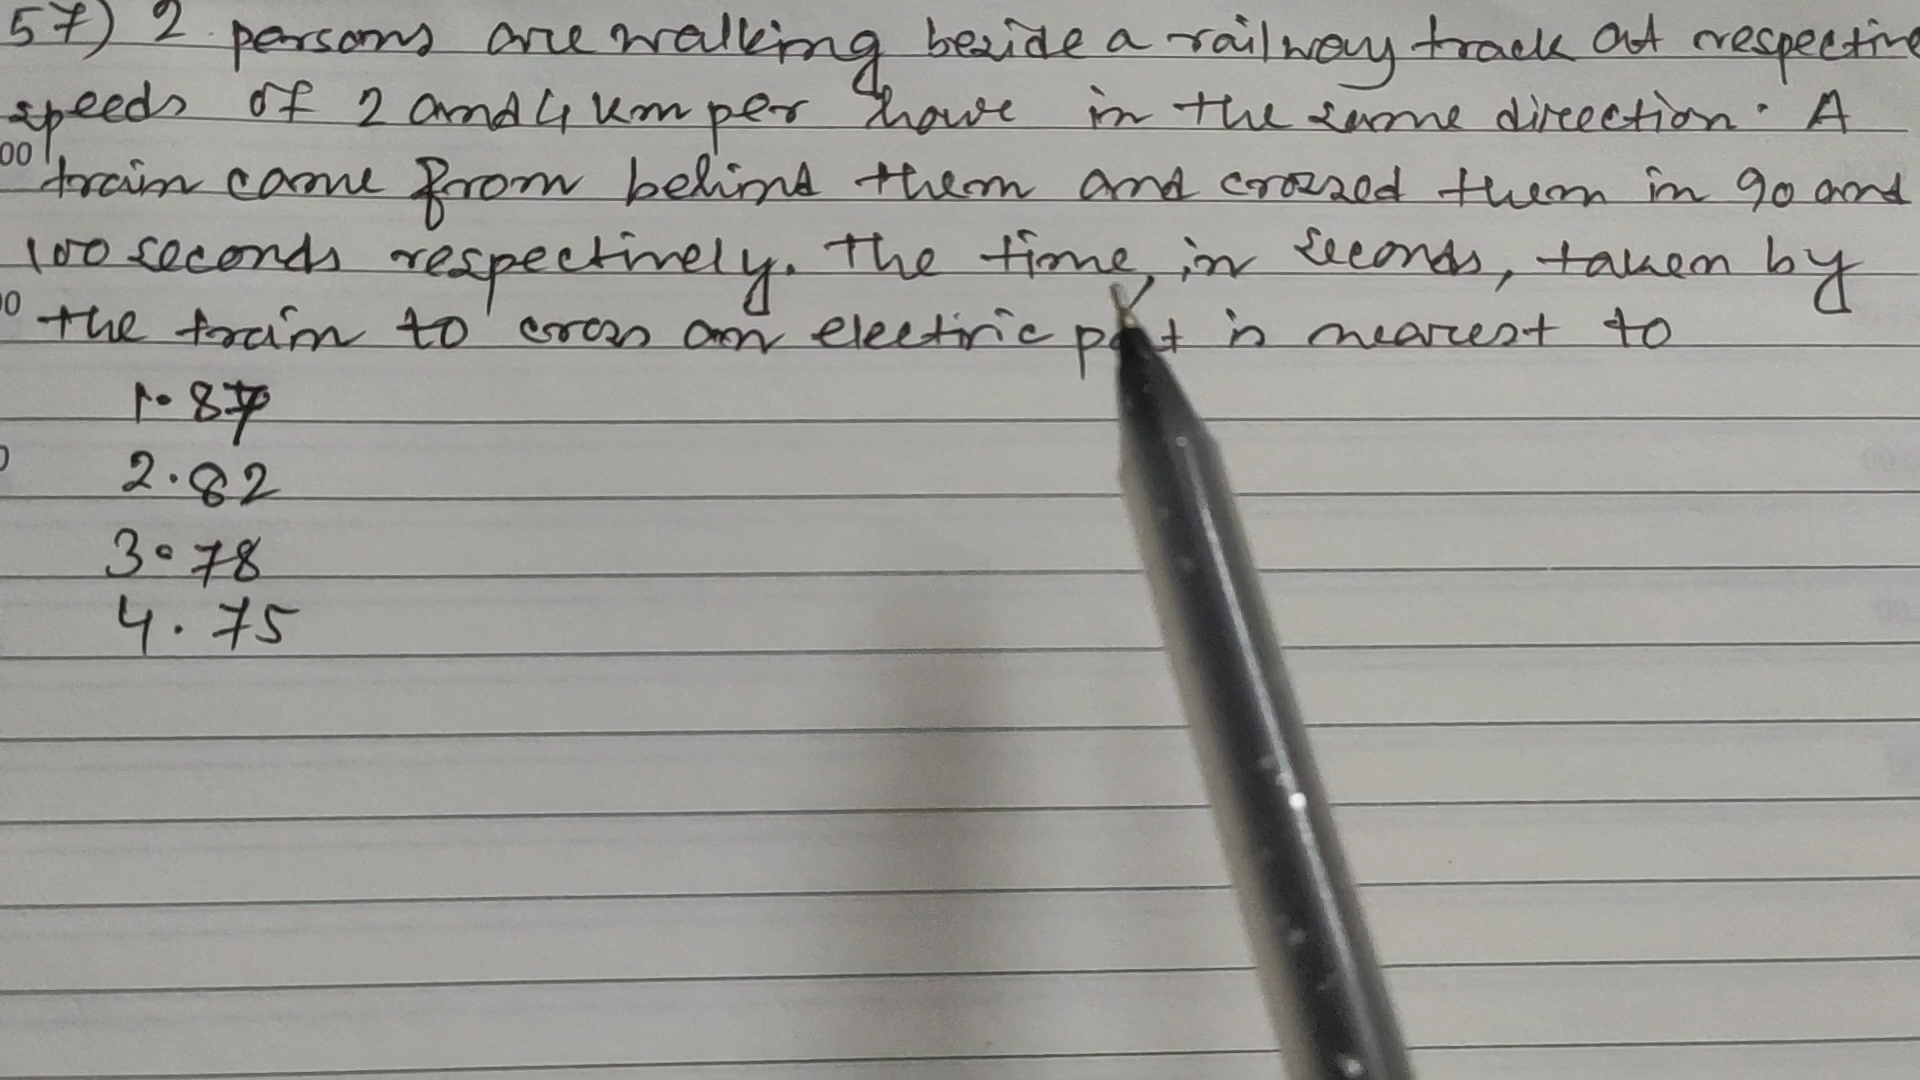 57) 2 persons are walking beside a railway track at respective
speeds of 2 and 4 km per hour in the same direction. A
00
train came from behind them and crossed them in 90 and
100 seconds respectively. The time, in seconds, taken by
00
the train to cross an electric post is nearest to
1. 87
2. 82
3. 78
4. 75